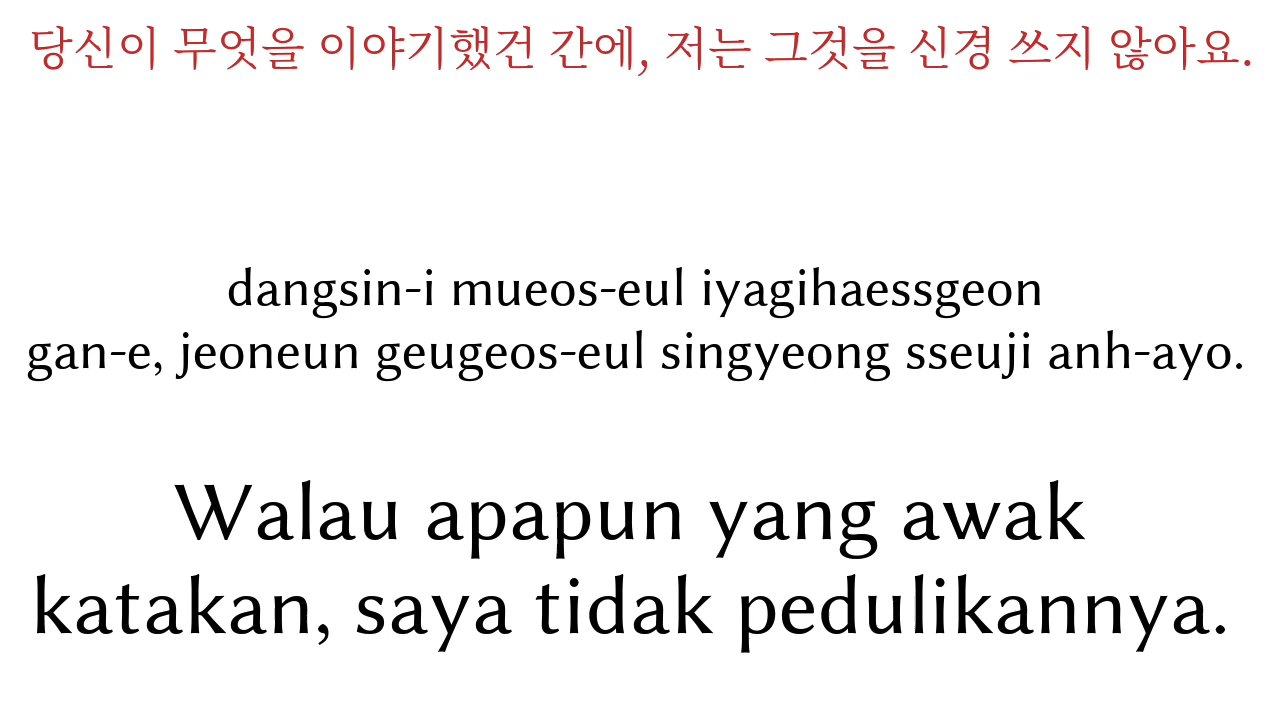 당신이 무엇을 이야기했건 간에, 저는 그것을 신경 쓰지 않아요.
dangsin-i mueos-eul iyagihaessgeon
gan-e, jeoneun geugeos-eul singyeong sseuji anh-ayo.
Walau apapun yang awak
katakan, saya tidak pedulikannya.